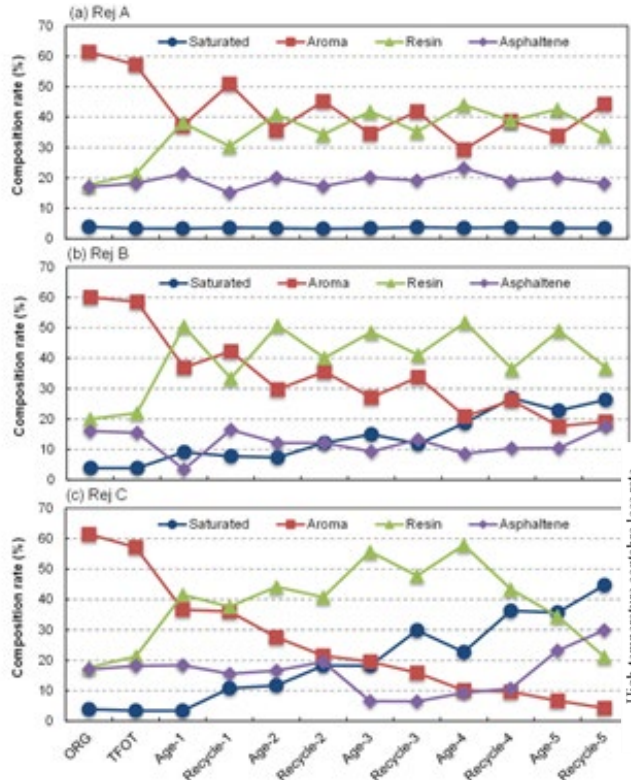 (a) Rej A
Saturated Aroma Resin Asphaltene
Composition rate (%)
70
60
50
40
30
20
10
0
(b) Rej B
Saturated Aroma Resin Asphaltene
Composition rate (%)
70
60
50
40
30
20
10
0
(c) Rej C
Saturated Aroma Resin Asphaltene
Composition rate (%)
70
60
50
40
30
20
10
0
ORG TFOT Age-1 Recycle-1 Age-2 Recycle-2 Age-3 Recycle-3 Age-4 Recycle-4 Age-5 Recycle-5